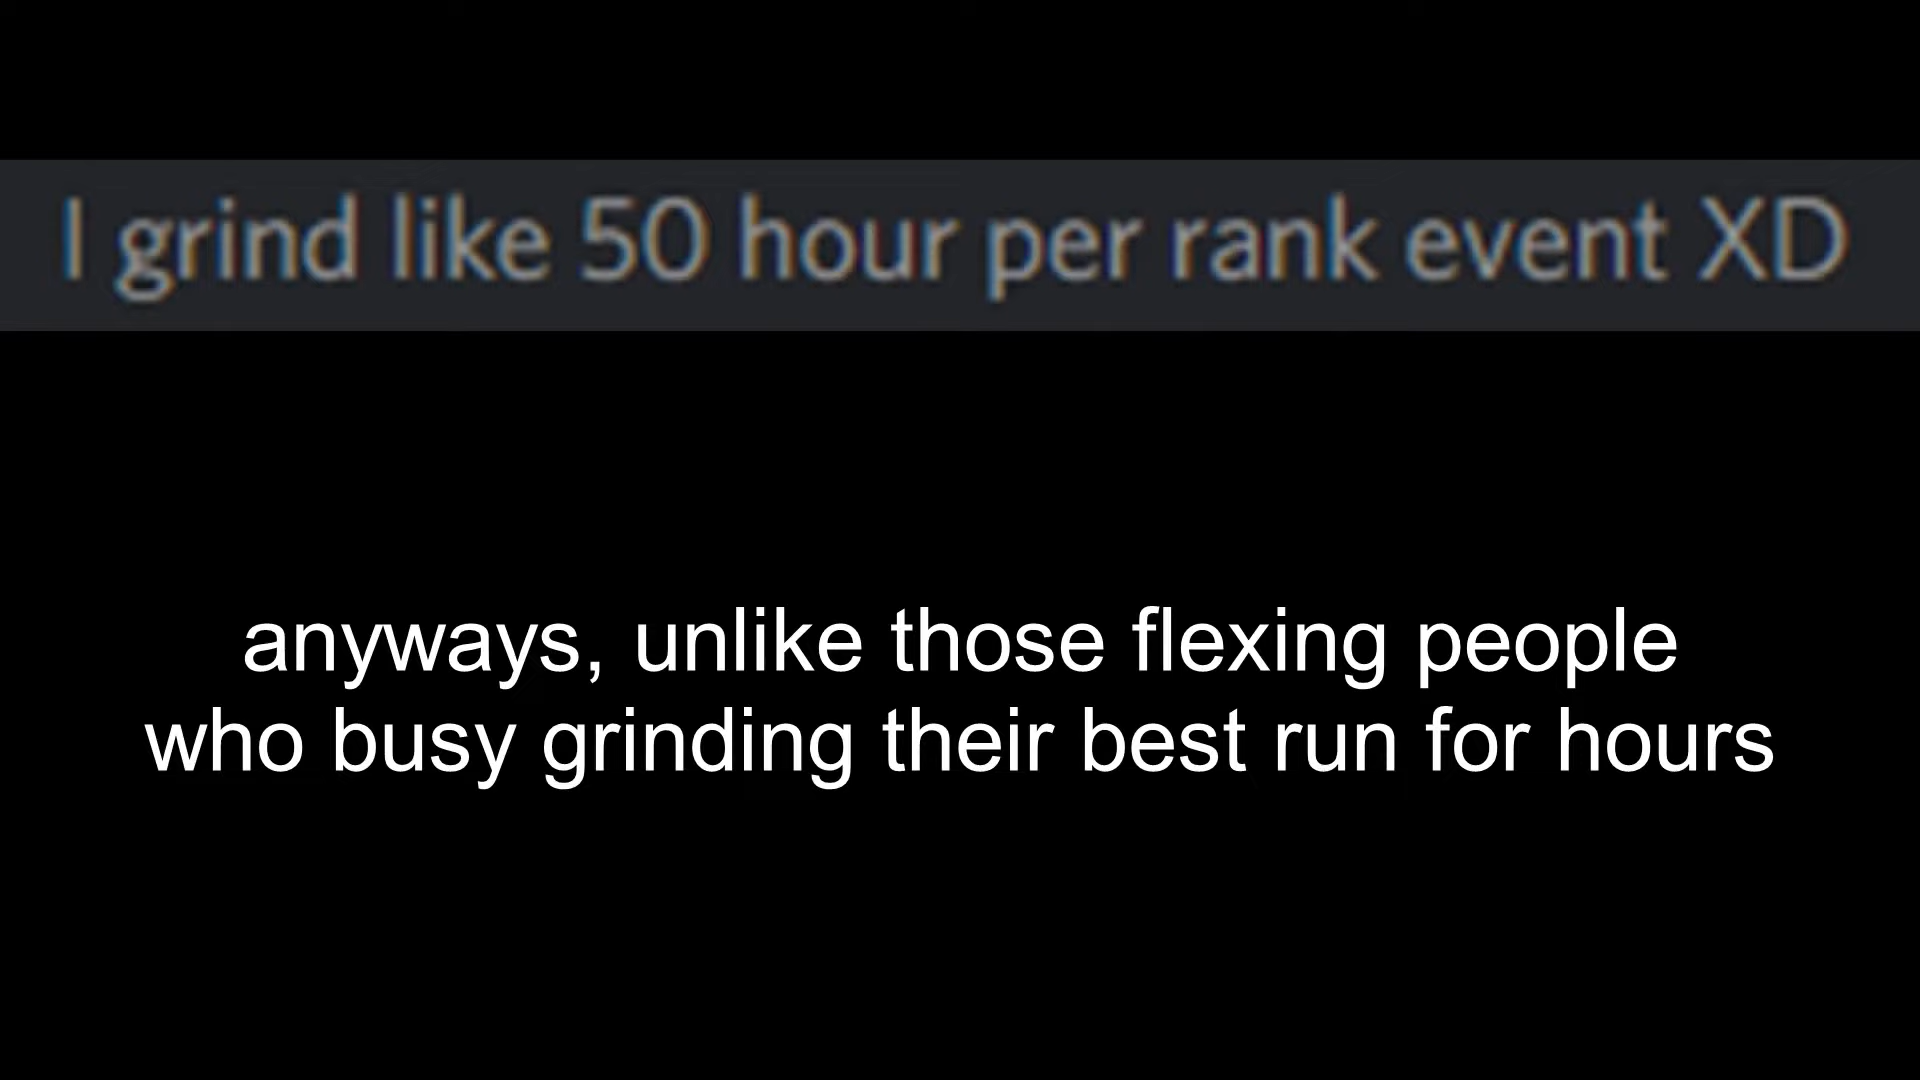 I grind like 50 hour per rank event XD
anyways, unlike those flexing people
who busy grinding their best run for hours